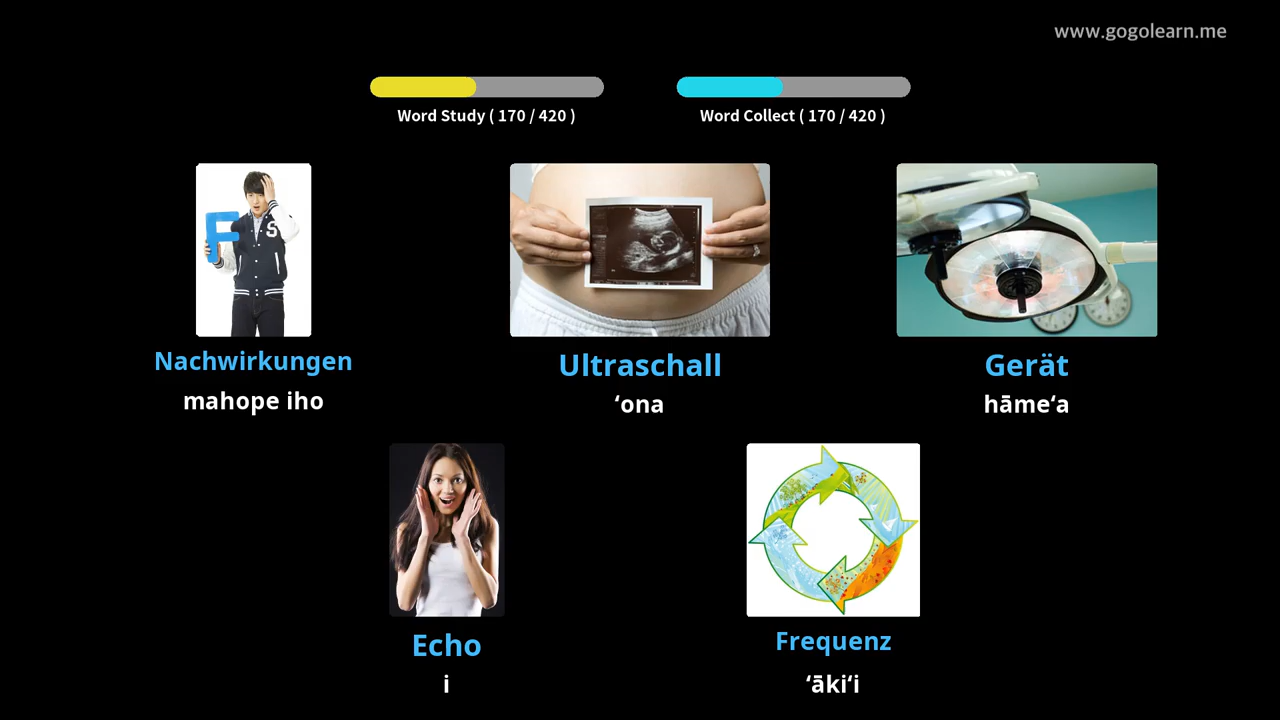 www.gogolearn.me
Word Study ( 170 / 420 )
Word Collect ( 170 / 420 )
F
S
Nachwirkungen
mahope iho
Ultraschall
ʻona
Gerät
hāmeʻa
Echo
i
Frequenz
ʻākiʻi